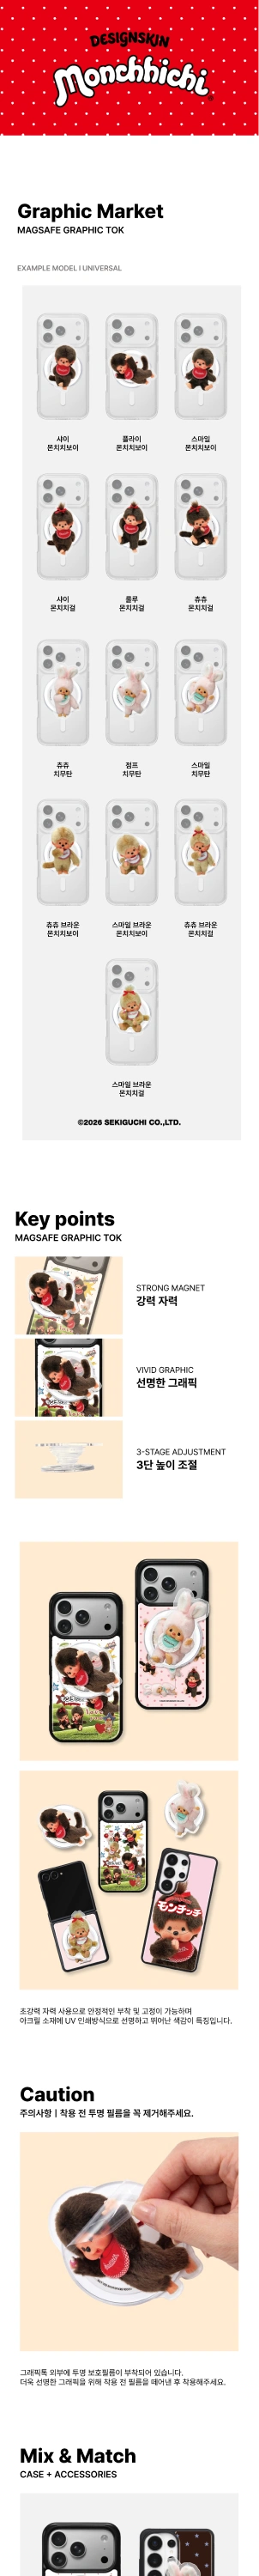 DESIGNSKIN
Monchhichi
Graphic Market
MAGSAFE GRAPHIC TOK
EXAMPLE MODEL I UNIVERSAL
샤이
몬치치보이
플라이
몬치치보이
스마일
몬치치보이
샤이
몬치치걸
룰루
몬치치걸
츄츄
몬치치걸
츄츄
치무탄
점프
치무탄
스마일
치무탄
츄츄 브라운
몬치치보이
스마일 브라운
몬치치보이
츄츄 브라운
몬치치걸
스마일 브라운
몬치치걸
©2026 SEKIGUCHI CO.,LTD.
Key points
MAGSAFE GRAPHIC TOK
STRONG MAGNET
강력 자력
VIVID GRAPHIC
선명한 그래픽
3-STAGE ADJUSTMENT
3단 높이 조절
モンチッチ
초강력 자력 사용으로 안정적인 부착 및 고정이 가능하며
아크릴 소재에 UV 인쇄방식으로 선명하고 뛰어난 색감이 특징입니다.
Caution
주의사항 | 착용 전 투명 필름을 꼭 제거해주세요.
그래픽톡 외부에 투명 보호필름이 부착되어 있습니다.
더욱 선명한 그래픽을 위해 착용 전 필름을 떼어낸 후 착용해주세요.
Mix & Match
CASE + ACCESSORIES